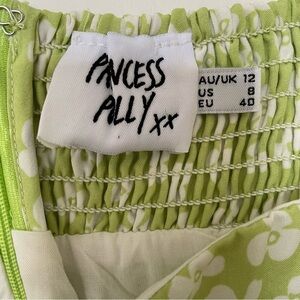 PRINCESS
POLLY xx
AU/UK 12
US 8
EU 40